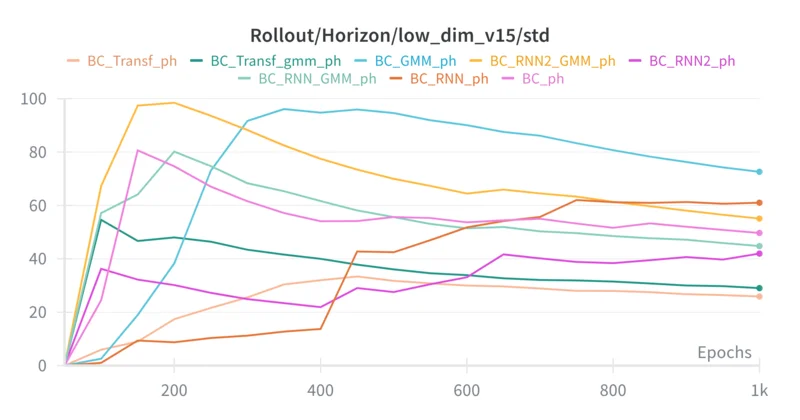 Rollout/Horizon/low_dim_v15/std
BC_Transf_ph BC_Transf_gmm_ph BC_GMM_ph BC_RNN2_GMM_ph BC_RNN2_ph
BC_RNN_GMM_ph BC_RNN_ph BC_ph
100
80
60
40
20
0
Epochs
200 400 600 800 1k